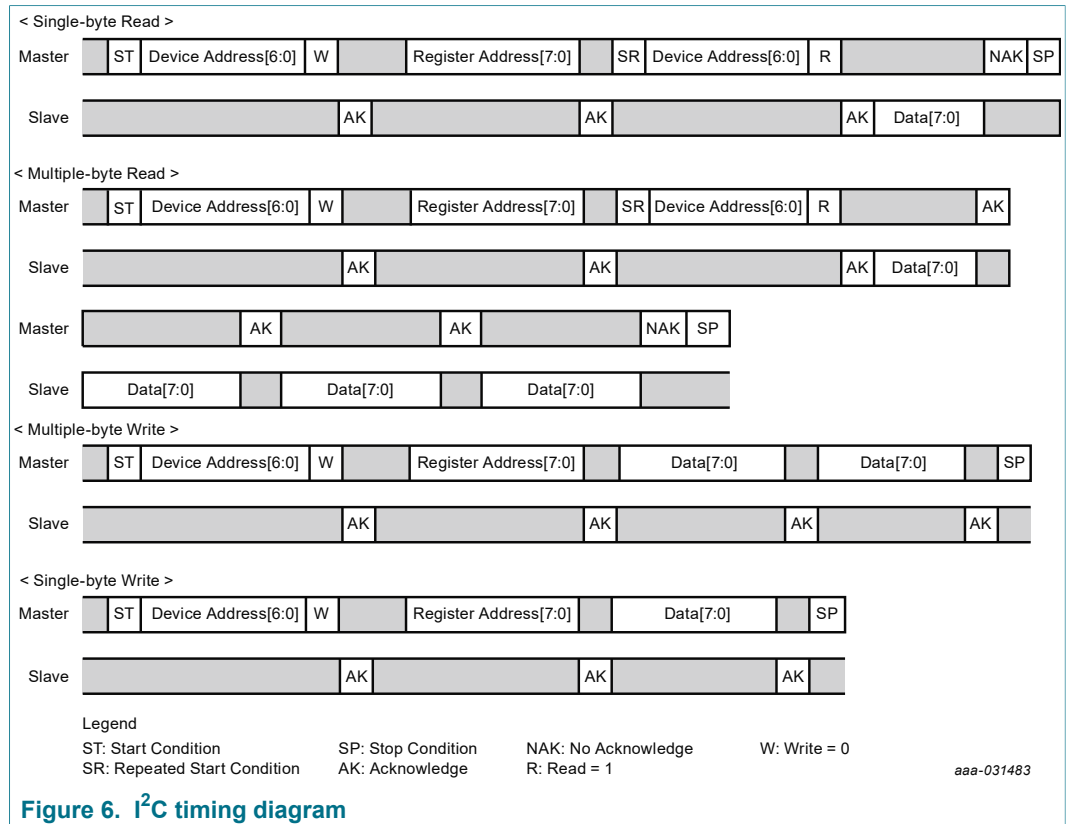 < Single-byte Read >
Master ST Device Address[6:0] W Register Address[7:0] SR Device Address[6:0] R NAK SP
Slave AK AK AK Data[7:0]
< Multiple-byte Read >
Master ST Device Address[6:0] W Register Address[7:0] SR Device Address[6:0] R AK
Slave AK AK AK Data[7:0]
Master AK AK NAK SP
Slave Data[7:0] Data[7:0] Data[7:0]
< Multiple-byte Write >
Master ST Device Address[6:0] W Register Address[7:0] Data[7:0] Data[7:0] SP
Slave AK AK AK AK
< Single-byte Write >
Master ST Device Address[6:0] W Register Address[7:0] Data[7:0] SP
Slave AK AK AK
Legend
ST: Start Condition SP: Stop Condition NAK: No Acknowledge W: Write = 0
SR: Repeated Start Condition AK: Acknowledge R: Read = 1 aaa-031483
Figure 6. I²C timing diagram